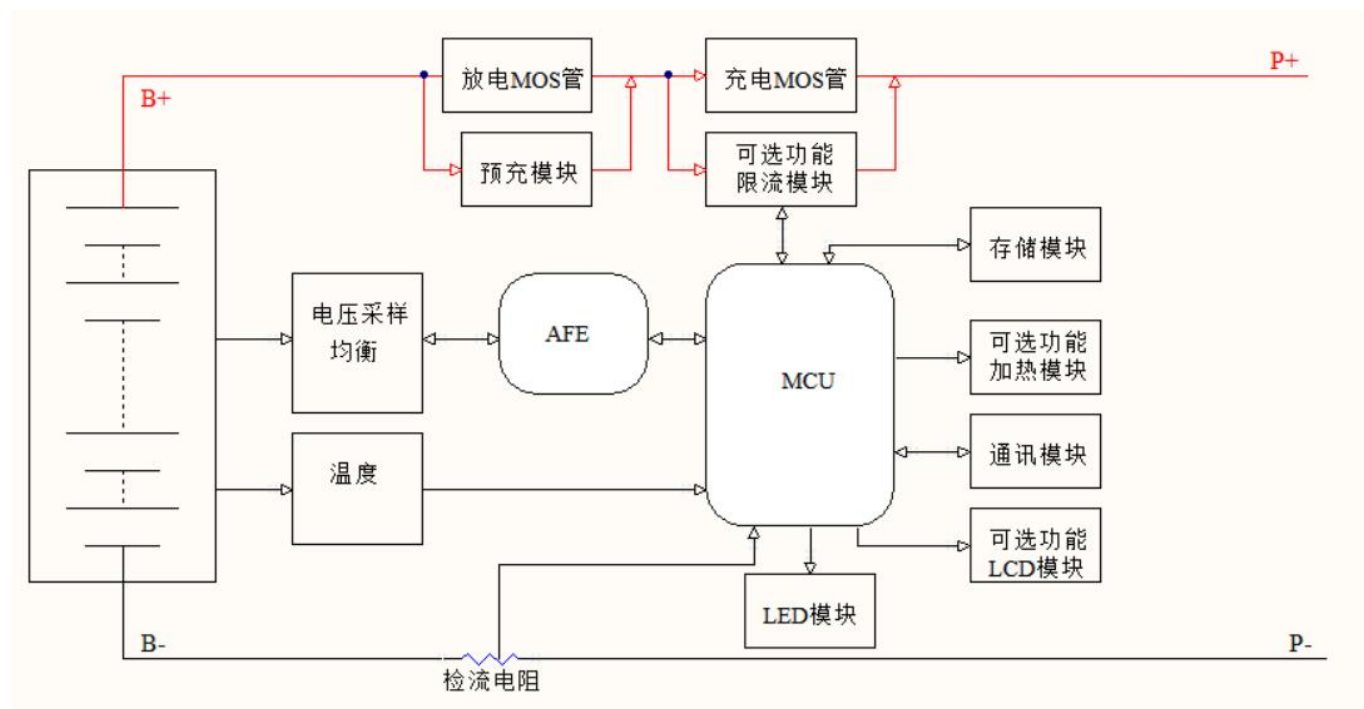 放电MOS管
充电MOS管
P+
B+
预充模块
可选功能
限流模块
存储模块
电压采样
均衡
AFE
MCU
可选功能
加热模块
温度
通讯模块
可选功能
LCD模块
LED模块
B-
P-
检流电阻